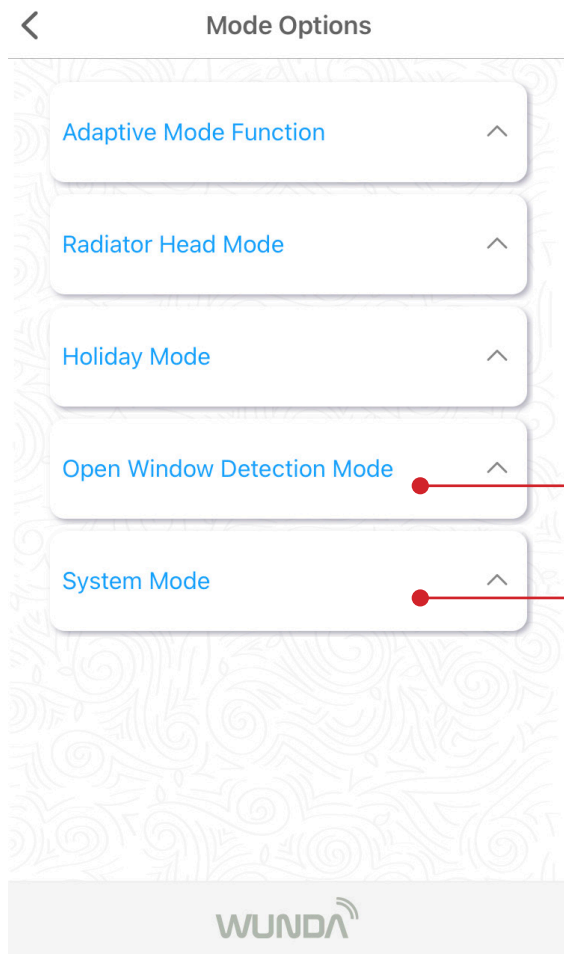 Mode Options
Adaptive Mode Function
Radiator Head Mode
Holiday Mode
Open Window Detection Mode
System Mode
WUNDA